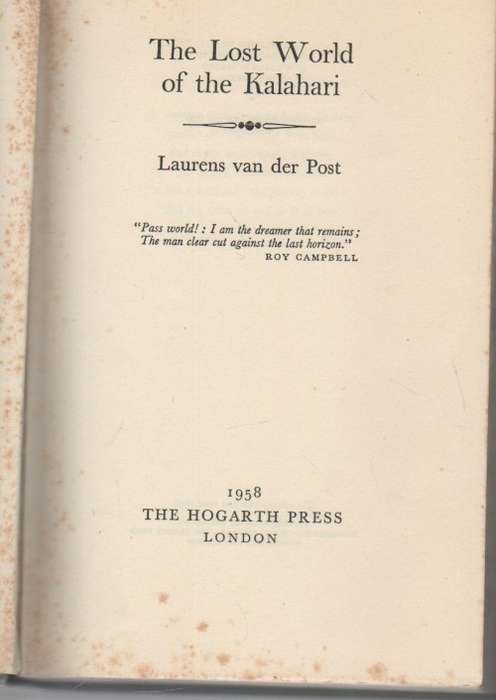 The Lost World
of the Kalahari
Laurens van der Post
"Pass world! : I am the dreamer that remains ;
The man clear cut against the last horizon."
ROY CAMPBELL
1958
THE HOGARTH PRESS
LONDON